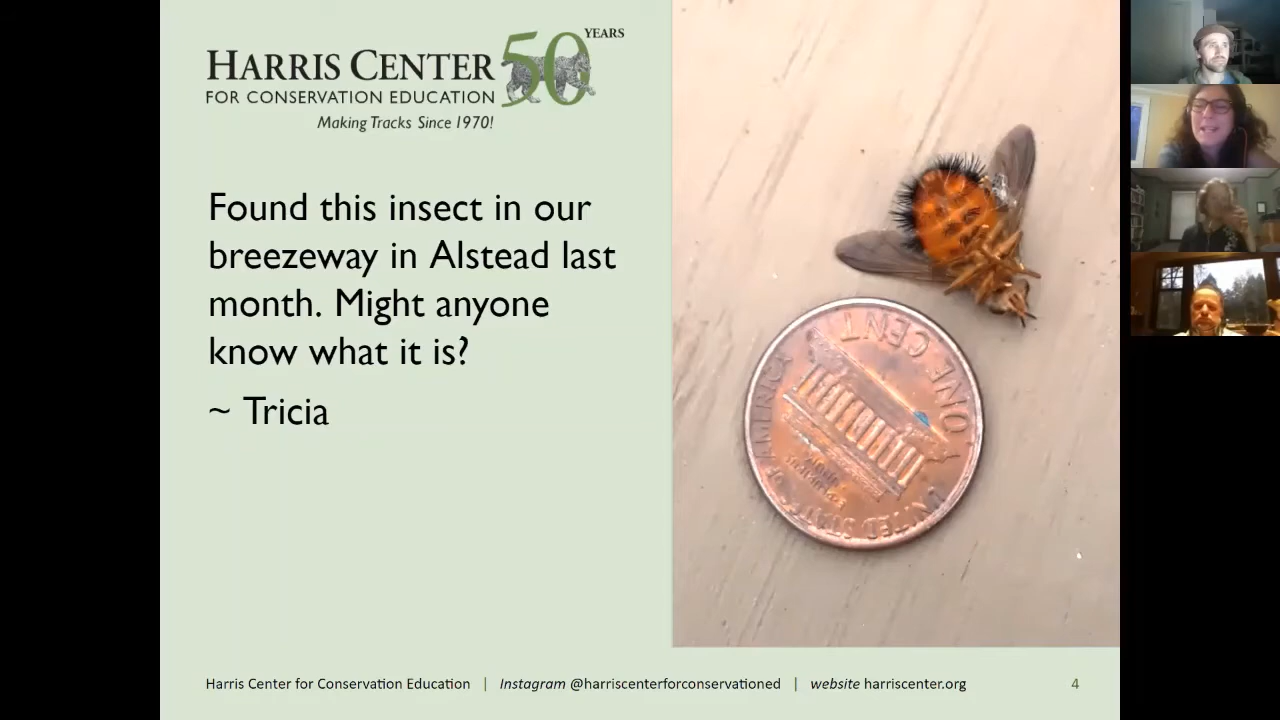 HARRIS CENTER 50 YEARS
FOR CONSERVATION EDUCATION
Making Tracks Since 1970!
Found this insect in our
breezeway in Alstead last
month. Might anyone
know what it is?
~ Tricia
ONE CENT
UNITED STATES OF AMERICA
Harris Center for Conservation Education | Instagram @harriscenterforconservationed | website harriscenter.org 4